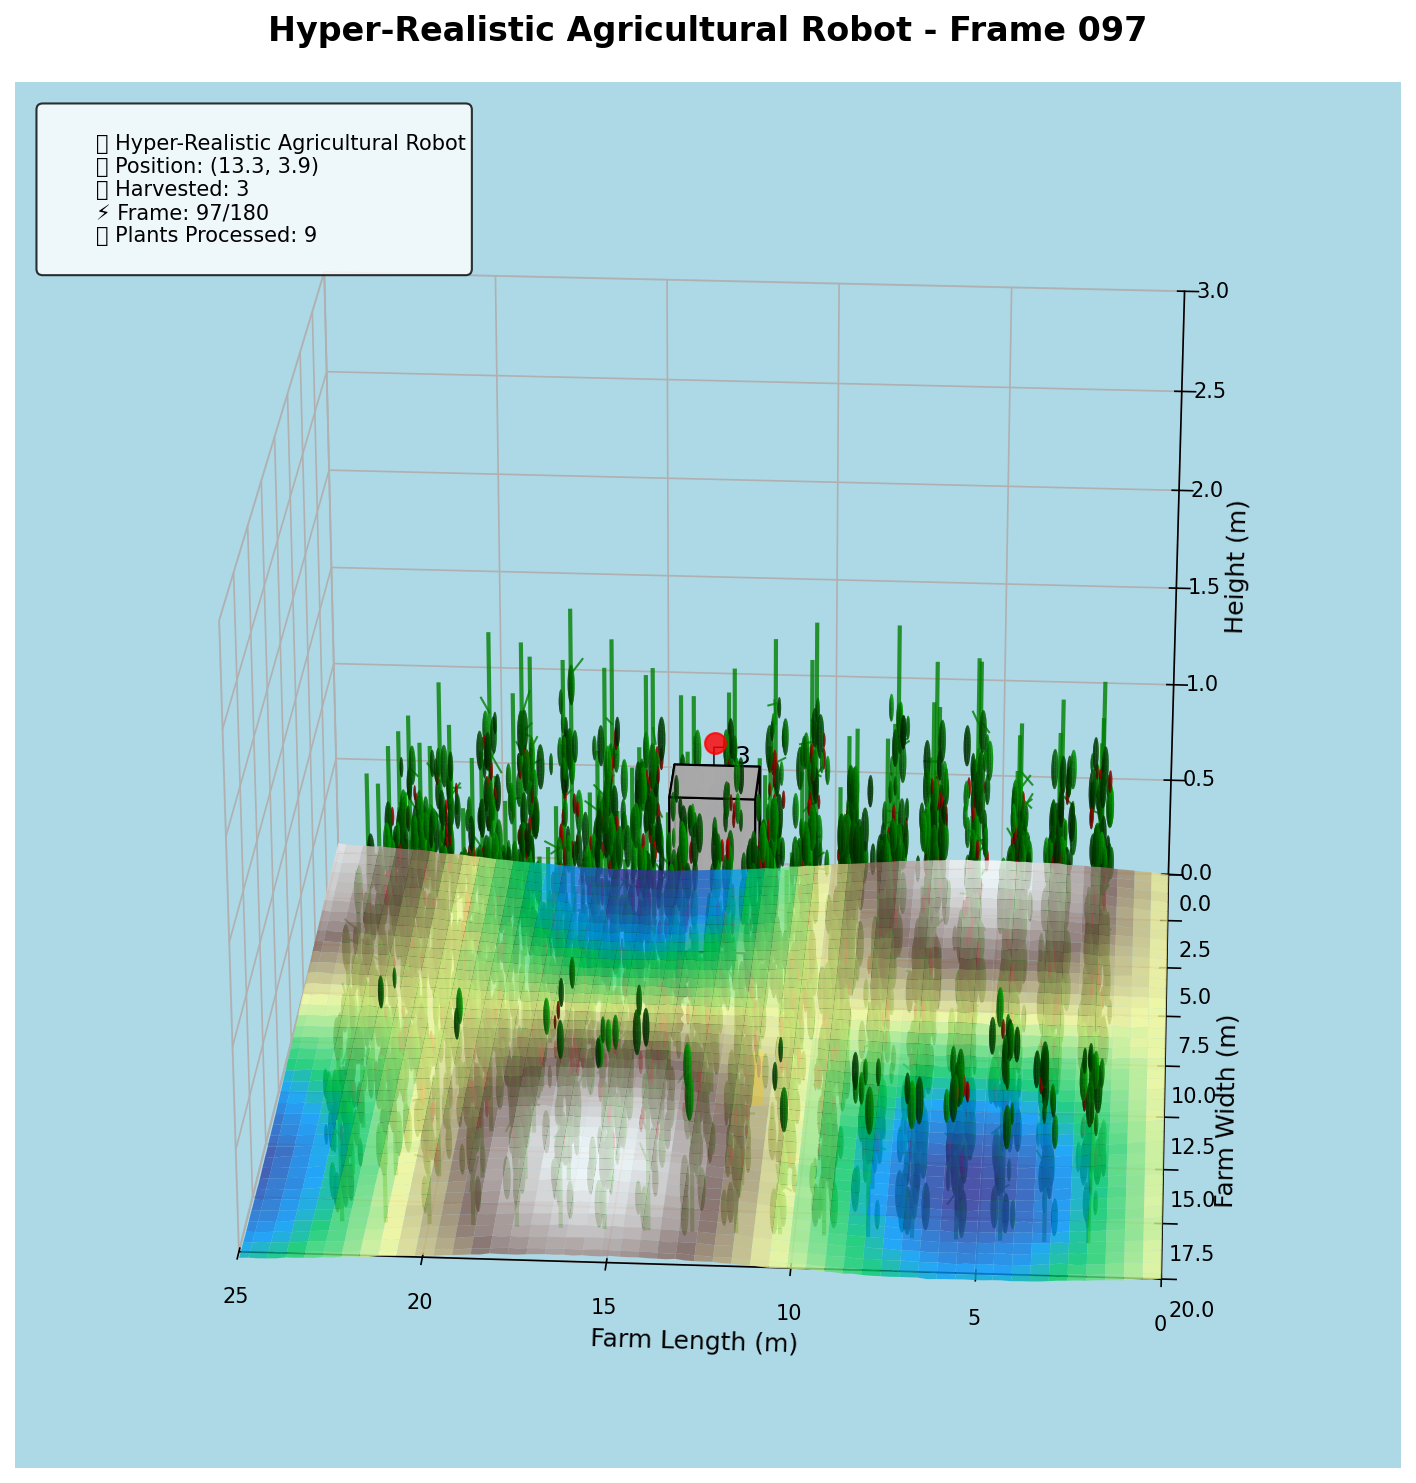 Hyper-Realistic Agricultural Robot - Frame 097
▯ Hyper-Realistic Agricultural Robot
▯ Position: (13.3, 3.9)
▯ Harvested: 3
⚡ Frame: 97/180
▯ Plants Processed: 9
3.0
2.5
2.0
1.5
1.0
0.5
0.0
Height (m)
3
0.0
2.5
5.0
7.5
10.0
12.5
15.0
17.5
20.0
Farm Width (m)
25
20
15
10
5
0
Farm Length (m)